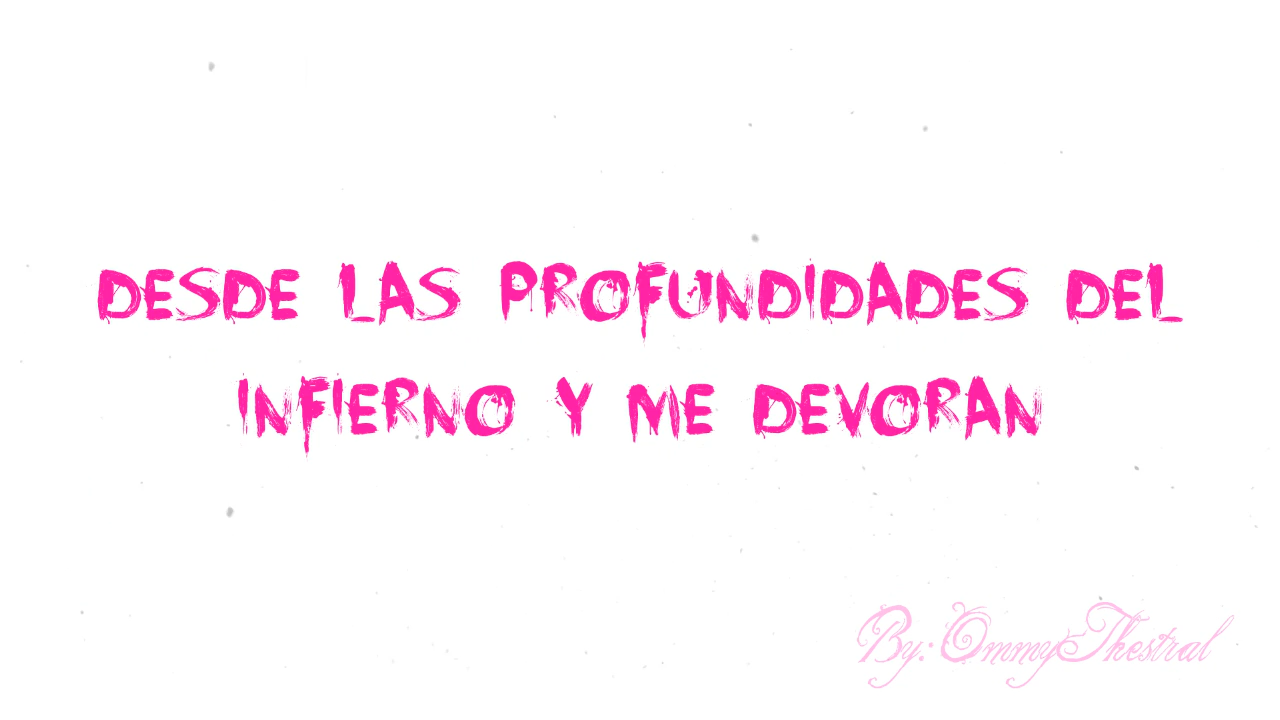 DESDE LAS PROFUNDIDADES DEL
INFIERNO Y ME DEVORAN
By: OmmyThestral